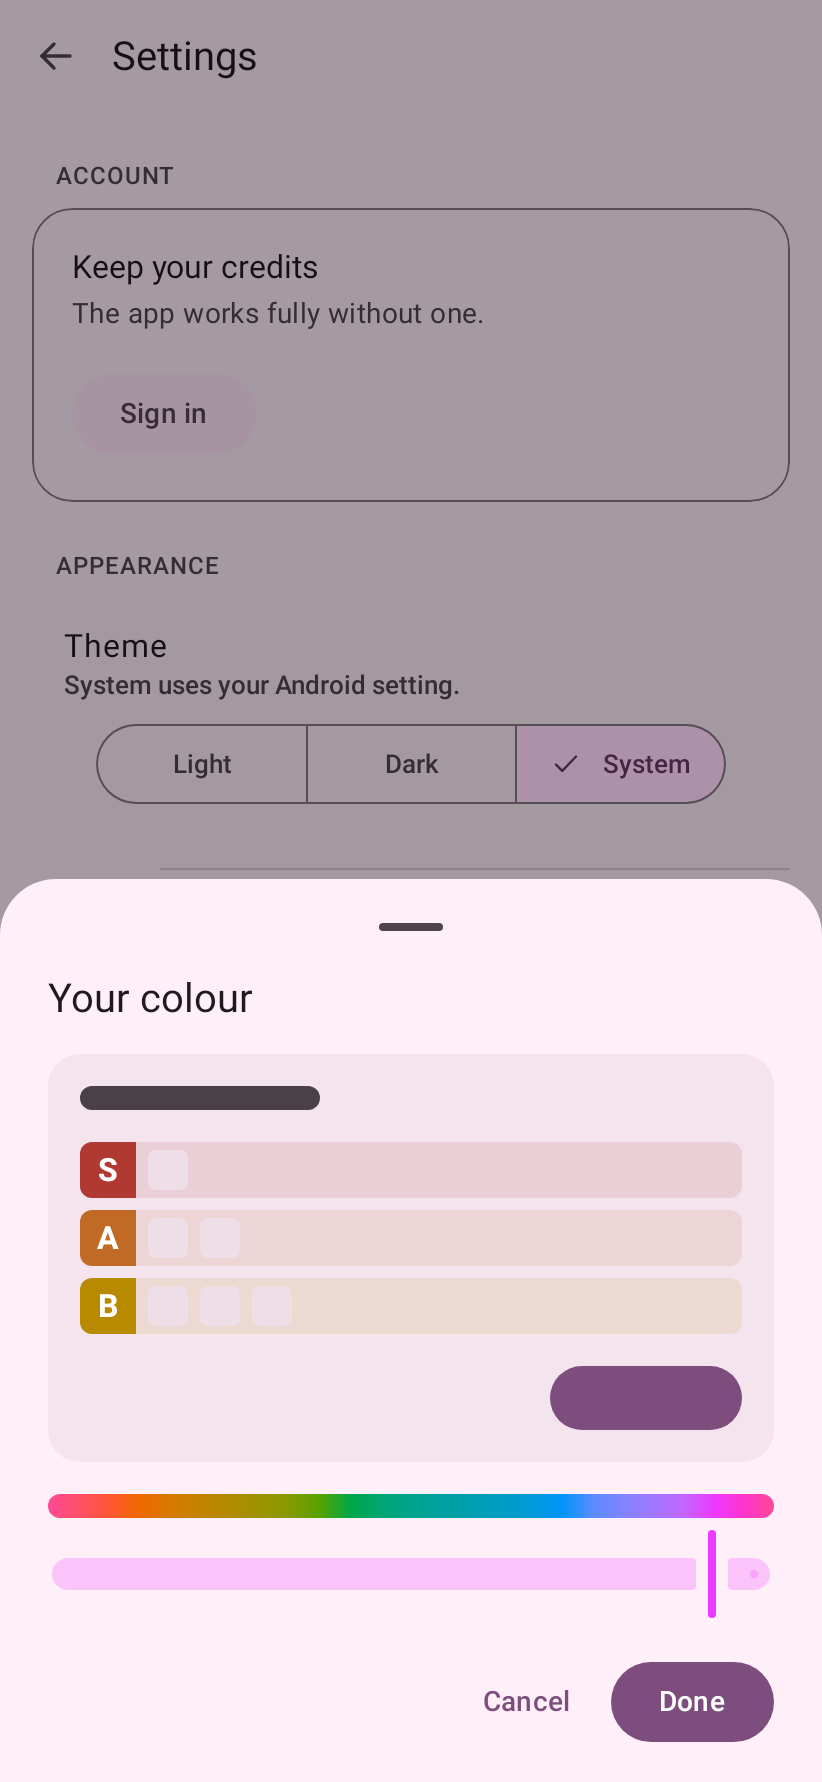 Settings
ACCOUNT
Keep your credits
The app works fully without one.
Sign in
APPEARANCE
Theme
System uses your Android setting.
Light Dark System
Your colour
S
A
B
Cancel Done